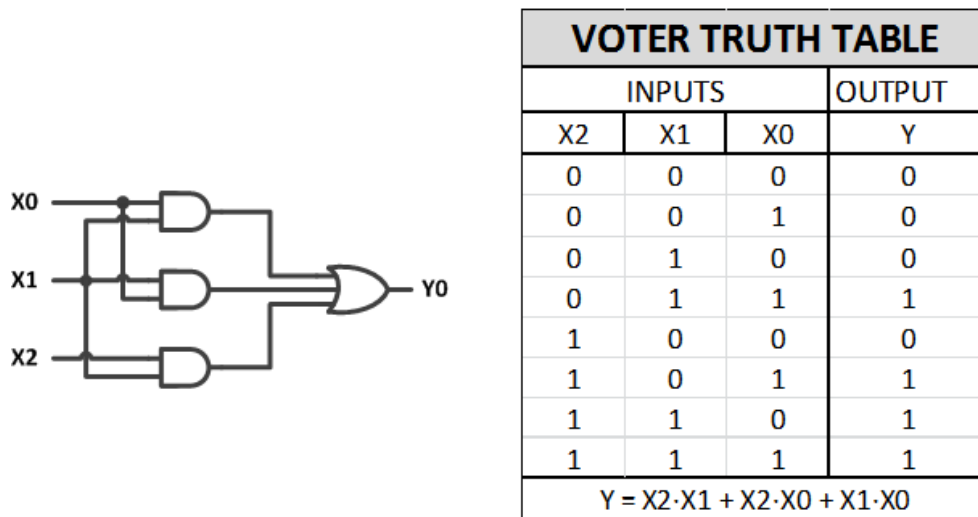 VOTER TRUTH TABLE
INPUTS OUTPUT
X2 X1 X0 Y
0 0 0 0
0 0 1 0
0 1 0 0
0 1 1 1
1 0 0 0
1 0 1 1
1 1 0 1
1 1 1 1
Y = X2·X1 + X2·X0 + X1·X0
X0
X1
X2
Y0